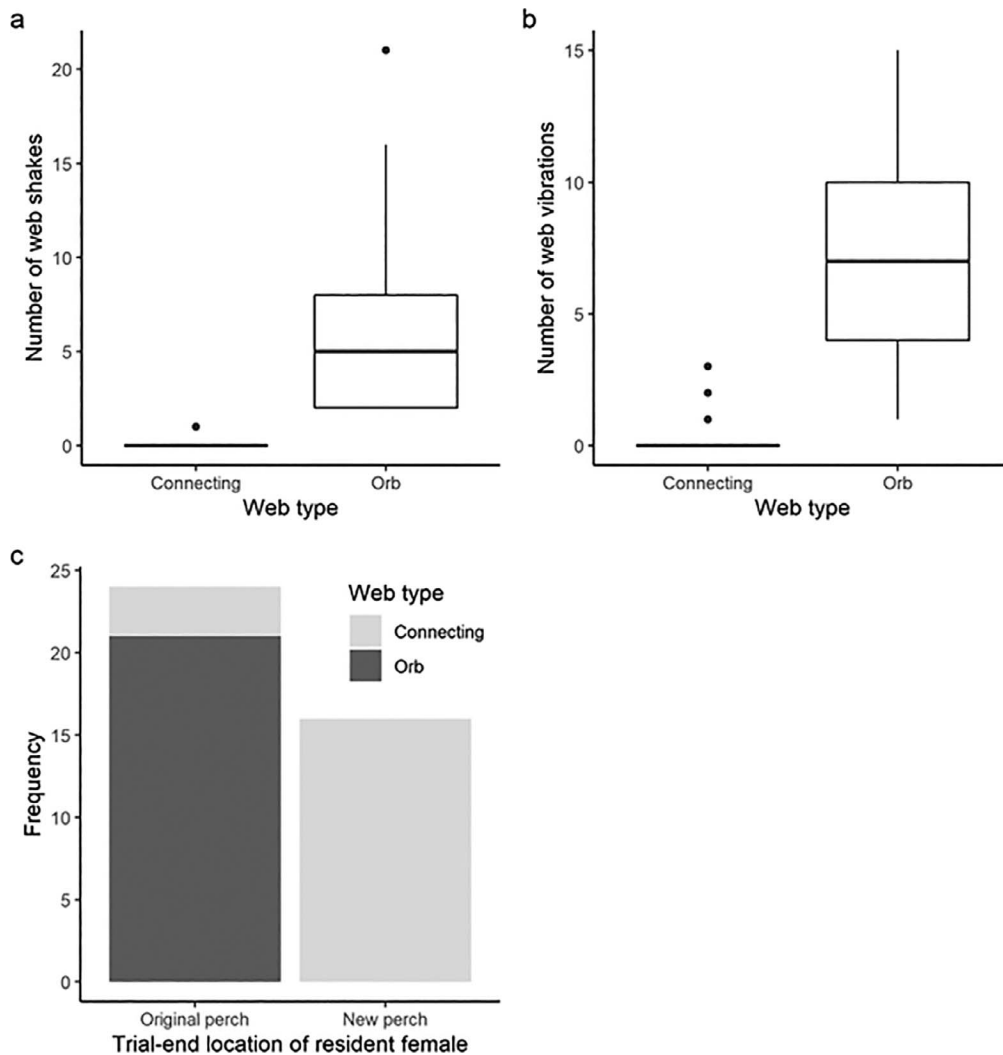 a
Number of web shakes
20
15
10
5
0
Connecting
Orb
Web type
b
Number of web vibrations
15
10
5
0
Connecting
Orb
Web type
c
Frequency
25
20
15
10
5
0
Web type
Connecting
Orb
Original perch
New perch
Trial-end location of resident female